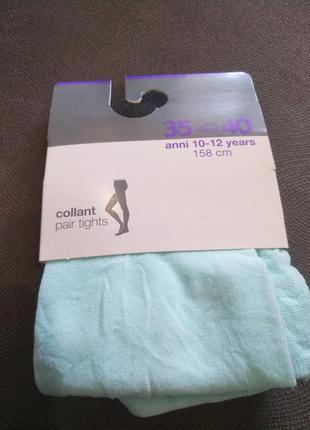 35 40
anni 10-12 years
158 cm
collant
pair tights